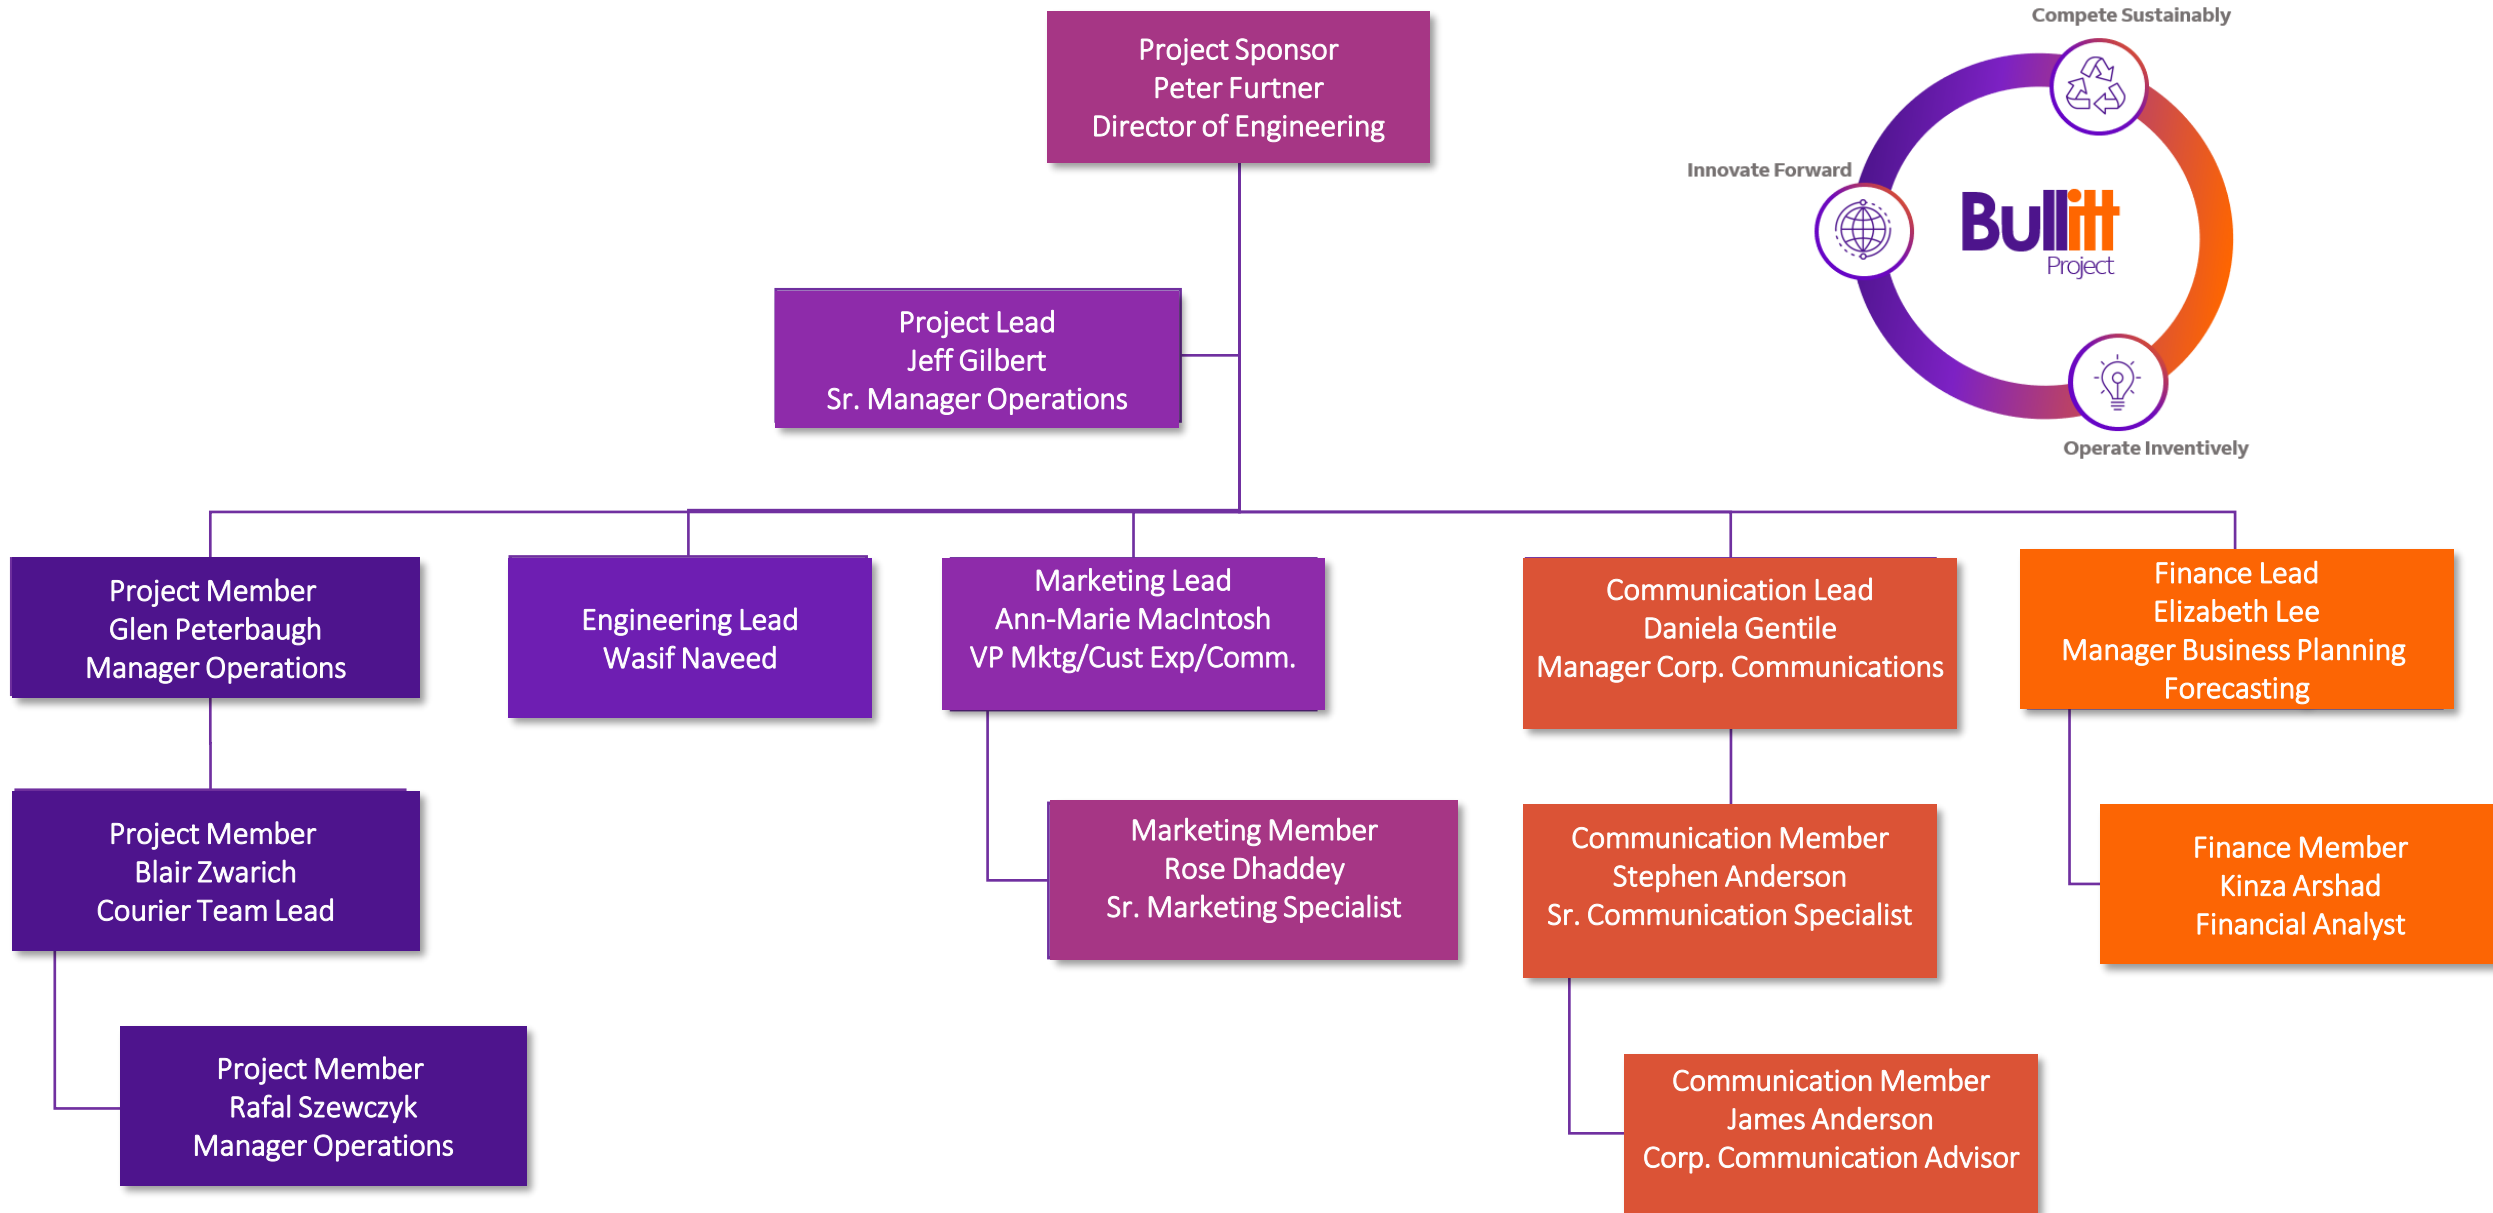 Project Sponsor
Peter Furtner
Director of Engineering
Compete Sustainably
Innovate Forward
Bullitt
Project
Operate Inventively
Project Lead
Jeff Gilbert
Sr. Manager Operations
Project Member
Glen Peterbaugh
Manager Operations
Engineering Lead
Wasif Naveed
Marketing Lead
Ann-Marie MacIntosh
VP Mktg/Cust Exp/Comm.
Communication Lead
Daniela Gentile
Manager Corp. Communications
Finance Lead
Elizabeth Lee
Manager Business Planning
Forecasting
Project Member
Blair Zwarich
Courier Team Lead
Marketing Member
Rose Dhaddey
Sr. Marketing Specialist
Communication Member
Stephen Anderson
Sr. Communication Specialist
Finance Member
Kinza Arshad
Financial Analyst
Project Member
Rafal Szewczyk
Manager Operations
Communication Member
James Anderson
Corp. Communication Advisor